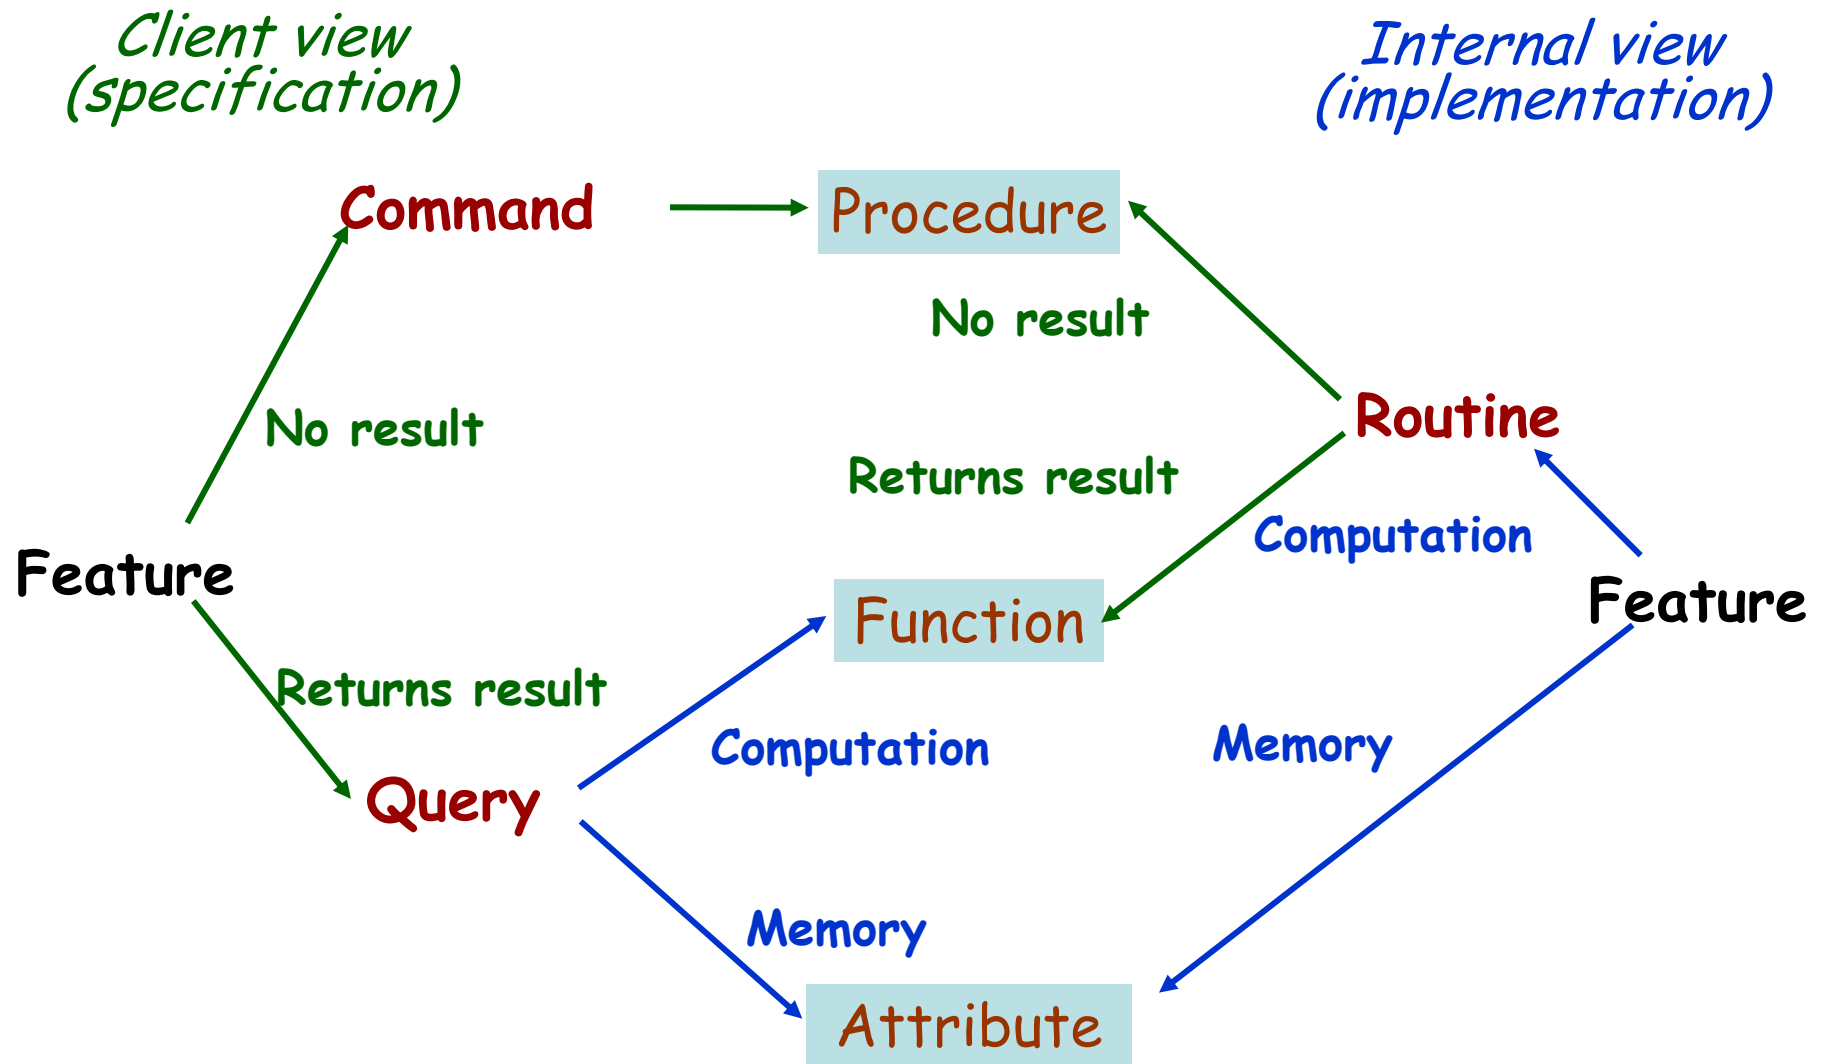 Client view
(specification)
Internal view
(implementation)
Command
Procedure
No result
Routine
No result
Returns result
Computation
Feature
Feature
Function
Returns result
Computation
Memory
Query
Memory
Attribute